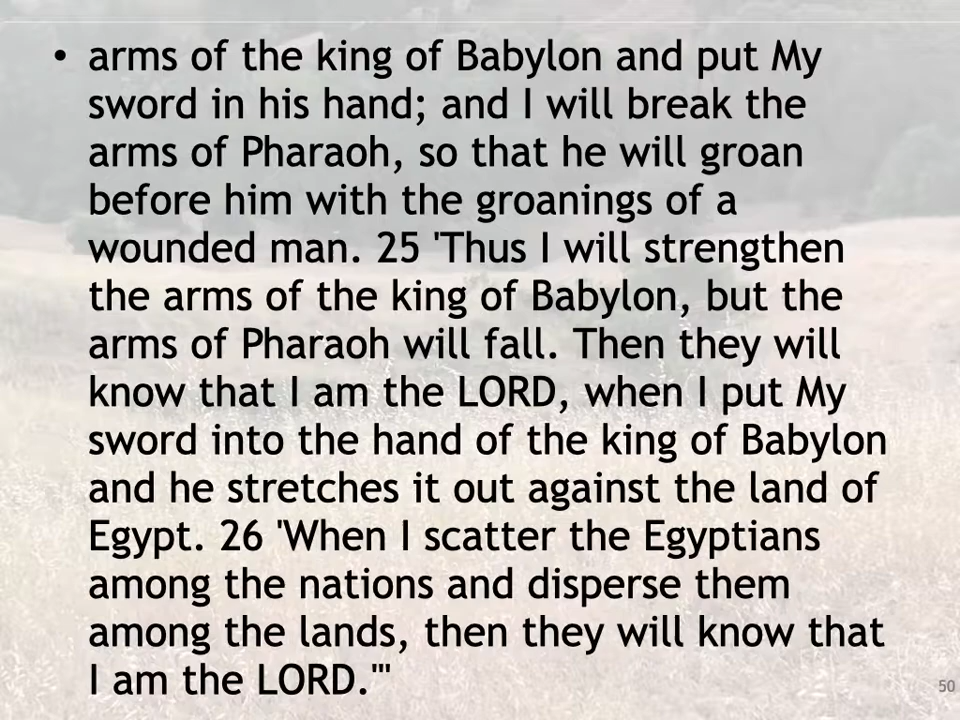 • arms of the king of Babylon and put My
sword in his hand; and I will break the
arms of Pharaoh, so that he will groan
before him with the groanings of a
wounded man. 25 'Thus I will strengthen
the arms of the king of Babylon, but the
arms of Pharaoh will fall. Then they will
know that I am the LORD, when I put My
sword into the hand of the king of Babylon
and he stretches it out against the land of
Egypt. 26 'When I scatter the Egyptians
among the nations and disperse them
among the lands, then they will know that
I am the LORD.'"
50